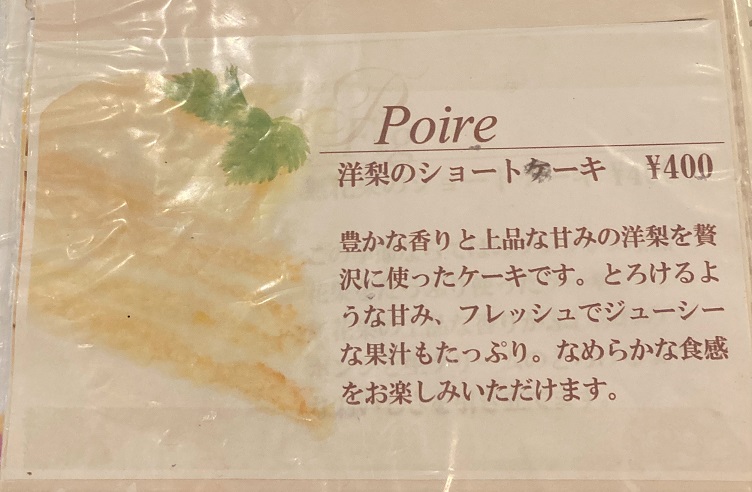 Poire
洋梨のショートケーキ ¥400
豊かな香りと上品な甘みの洋梨を贅
沢に使ったケーキです。とろけるよ
うな甘み、フレッシュでジューシー
な果汁もたっぷり。なめらかな食感
をお楽しみいただけます。